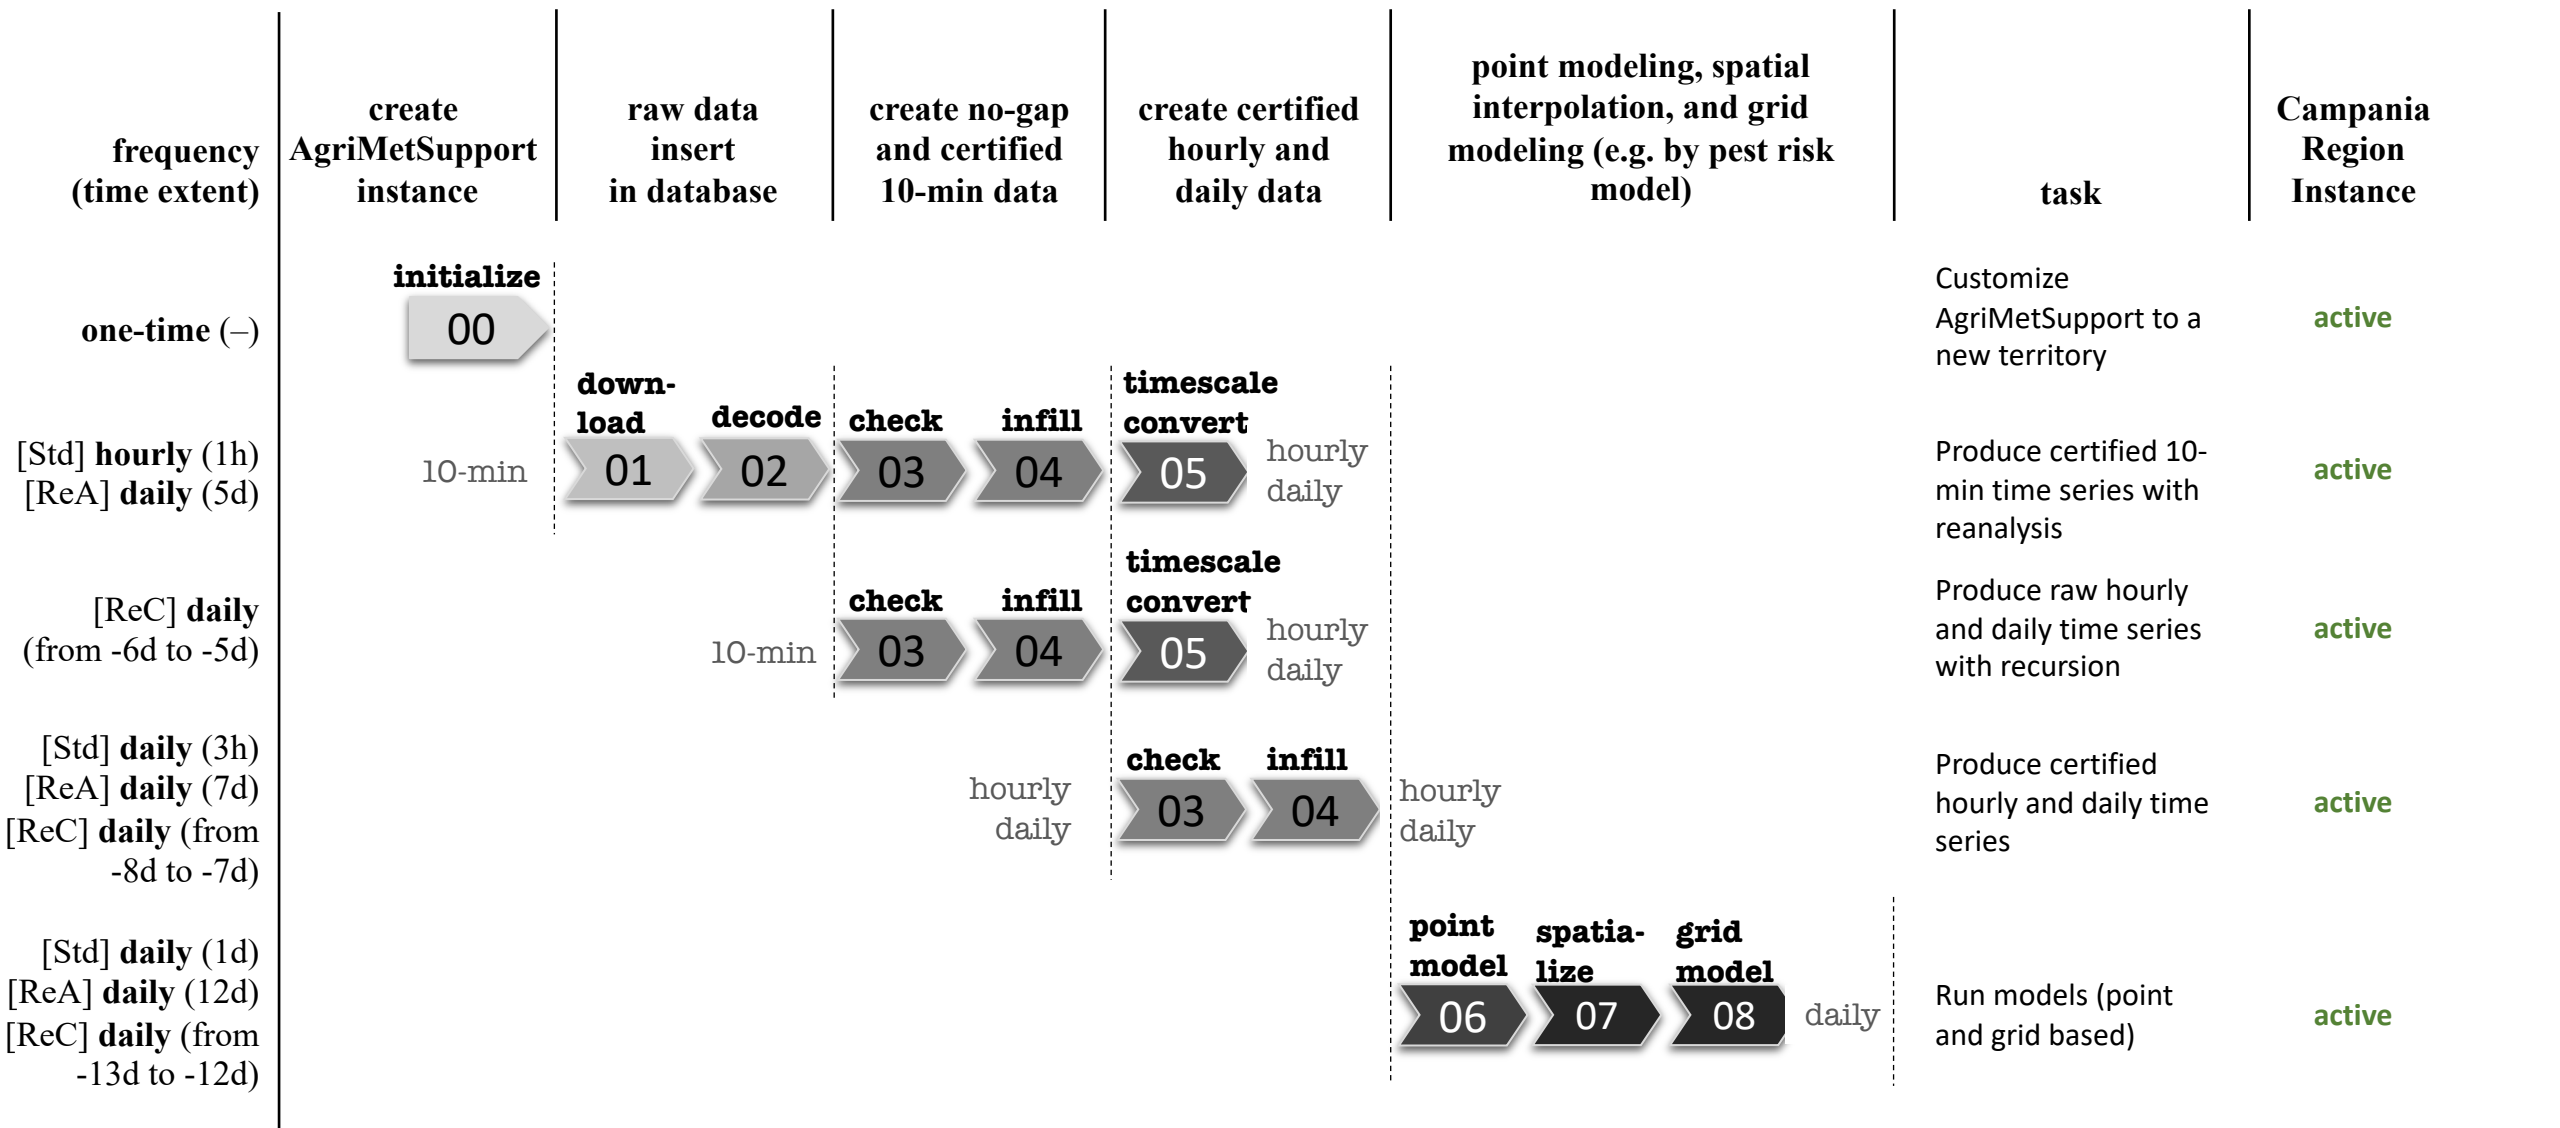 frequency
(time extent)
create
AgriMetSupport
instance
raw data
insert
in database
create no-gap
and certified
10-min data
create certified
hourly and
daily data
point modeling, spatial
interpolation, and grid
modeling (e.g. by pest risk
model)
task
Campania
Region
Instance
one-time (–)
initialize
00
Customize
AgriMetSupport to a
new territory
active
[Std] hourly (1h)
[ReA] daily (5d)
10-min
down-
load
01
decode
02
check
03
infill
04
timescale
convert
05
hourly
daily
Produce certified 10-
min time series with
reanalysis
active
[ReC] daily
(from -6d to -5d)
10-min
check
03
infill
04
timescale
convert
05
hourly
daily
Produce raw hourly
and daily time series
with recursion
active
[Std] daily (3h)
[ReA] daily (7d)
[ReC] daily (from
-8d to -7d)
hourly
daily
check
03
infill
04
hourly
daily
Produce certified
hourly and daily time
series
active
[Std] daily (1d)
[ReA] daily (12d)
[ReC] daily (from
-13d to -12d)
point
model
06
spatia-
lize
07
grid
model
08
daily
Run models (point
and grid based)
active